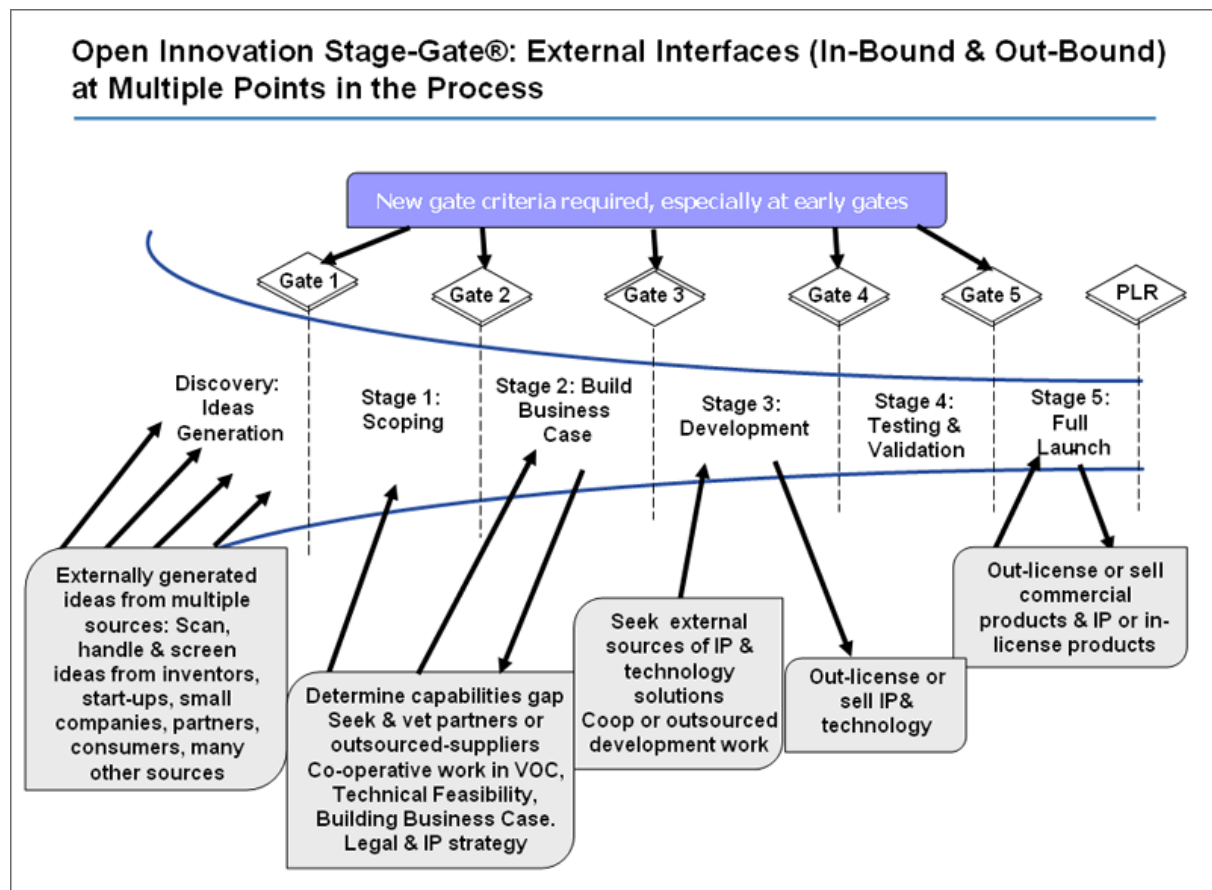 Open Innovation Stage-Gate®: External Interfaces (In-Bound & Out-Bound)
at Multiple Points in the Process
New gate criteria required, especially at early gates
Gate 1
Gate 2
Gate 3
Gate 4
Gate 5
PLR
Discovery:
Ideas
Generation
Stage 1:
Scoping
Stage 2: Build
Business
Case
Stage 3:
Development
Stage 4:
Testing &
Validation
Stage 5:
Full
Launch
Externally generated
ideas from multiple
sources: Scan,
handle & screen
ideas from inventors,
start-ups, small
companies, partners,
consumers, many
other sources
Determine capabilities gap
Seek & vet partners or
outsourced-suppliers
Co-operative work in VOC,
Technical Feasibility,
Building Business Case.
Legal & IP strategy
Seek external
sources of IP &
technology
solutions
Coop or outsourced
development work
Out-license or
sell IP&
technology
Out-license or sell
commercial
products & IP or in-
license products